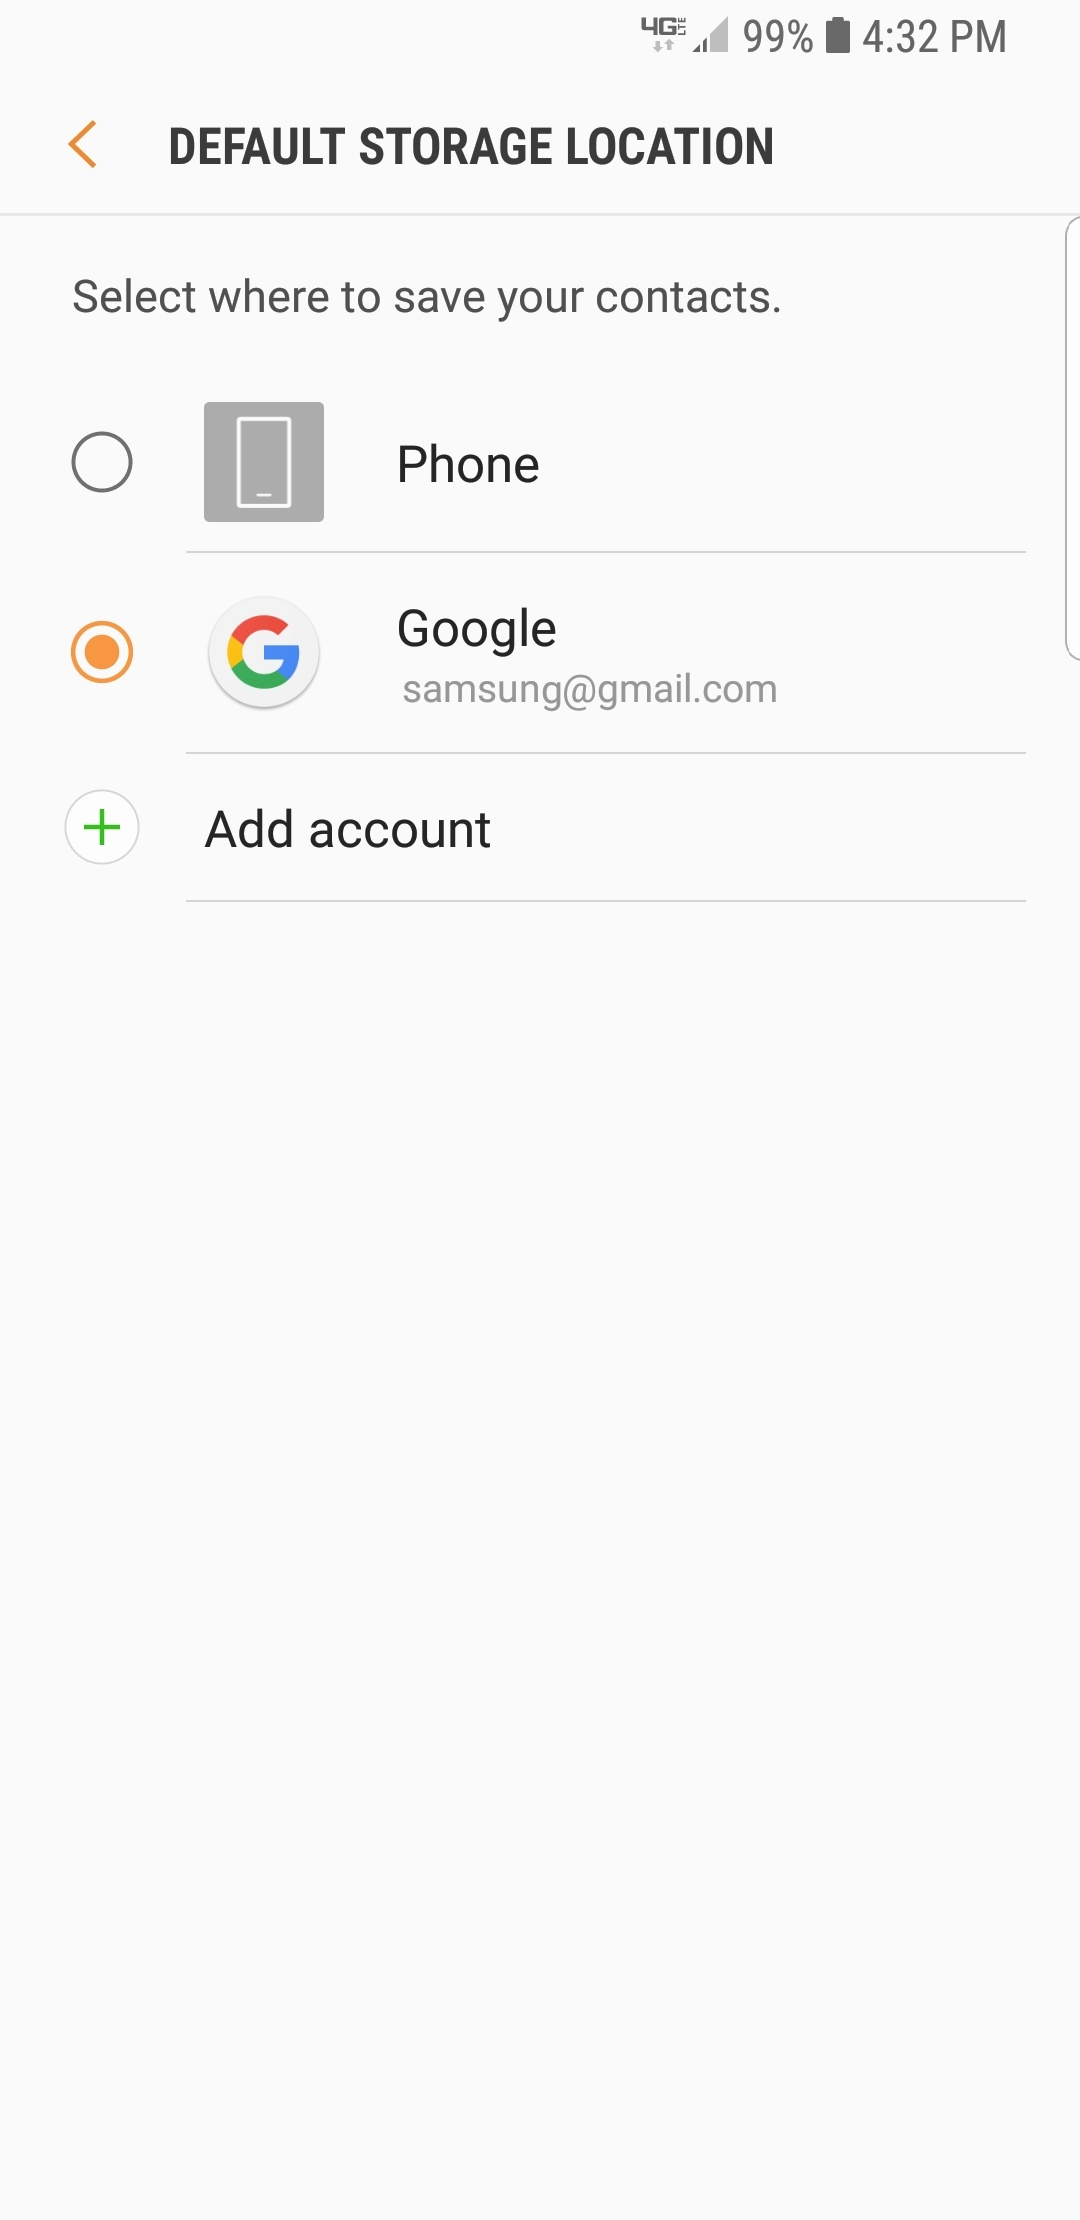 4G LTE 99% 4:32 PM
DEFAULT STORAGE LOCATION
Select where to save your contacts.
Phone
Google
samsung@gmail.com
Add account